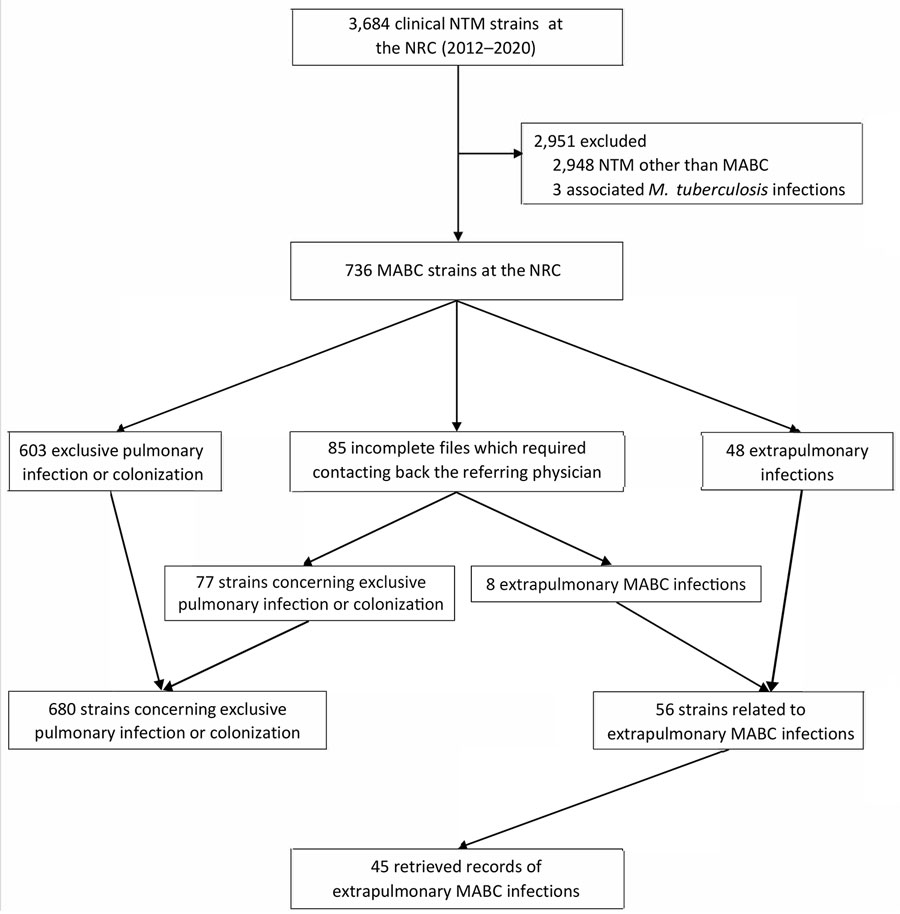 3,684 clinical NTM strains at
the NRC (2012–2020)
2,951 excluded
2,948 NTM other than MABC
3 associated M. tuberculosis infections
736 MABC strains at the NRC
603 exclusive pulmonary
infection or colonization
85 incomplete files which required
contacting back the referring physician
48 extrapulmonary
infections
77 strains concerning exclusive
pulmonary infection or colonization
8 extrapulmonary MABC infections
680 strains concerning exclusive
pulmonary infection or colonization
56 strains related to
extrapulmonary MABC infections
45 retrieved records of
extrapulmonary MABC infections